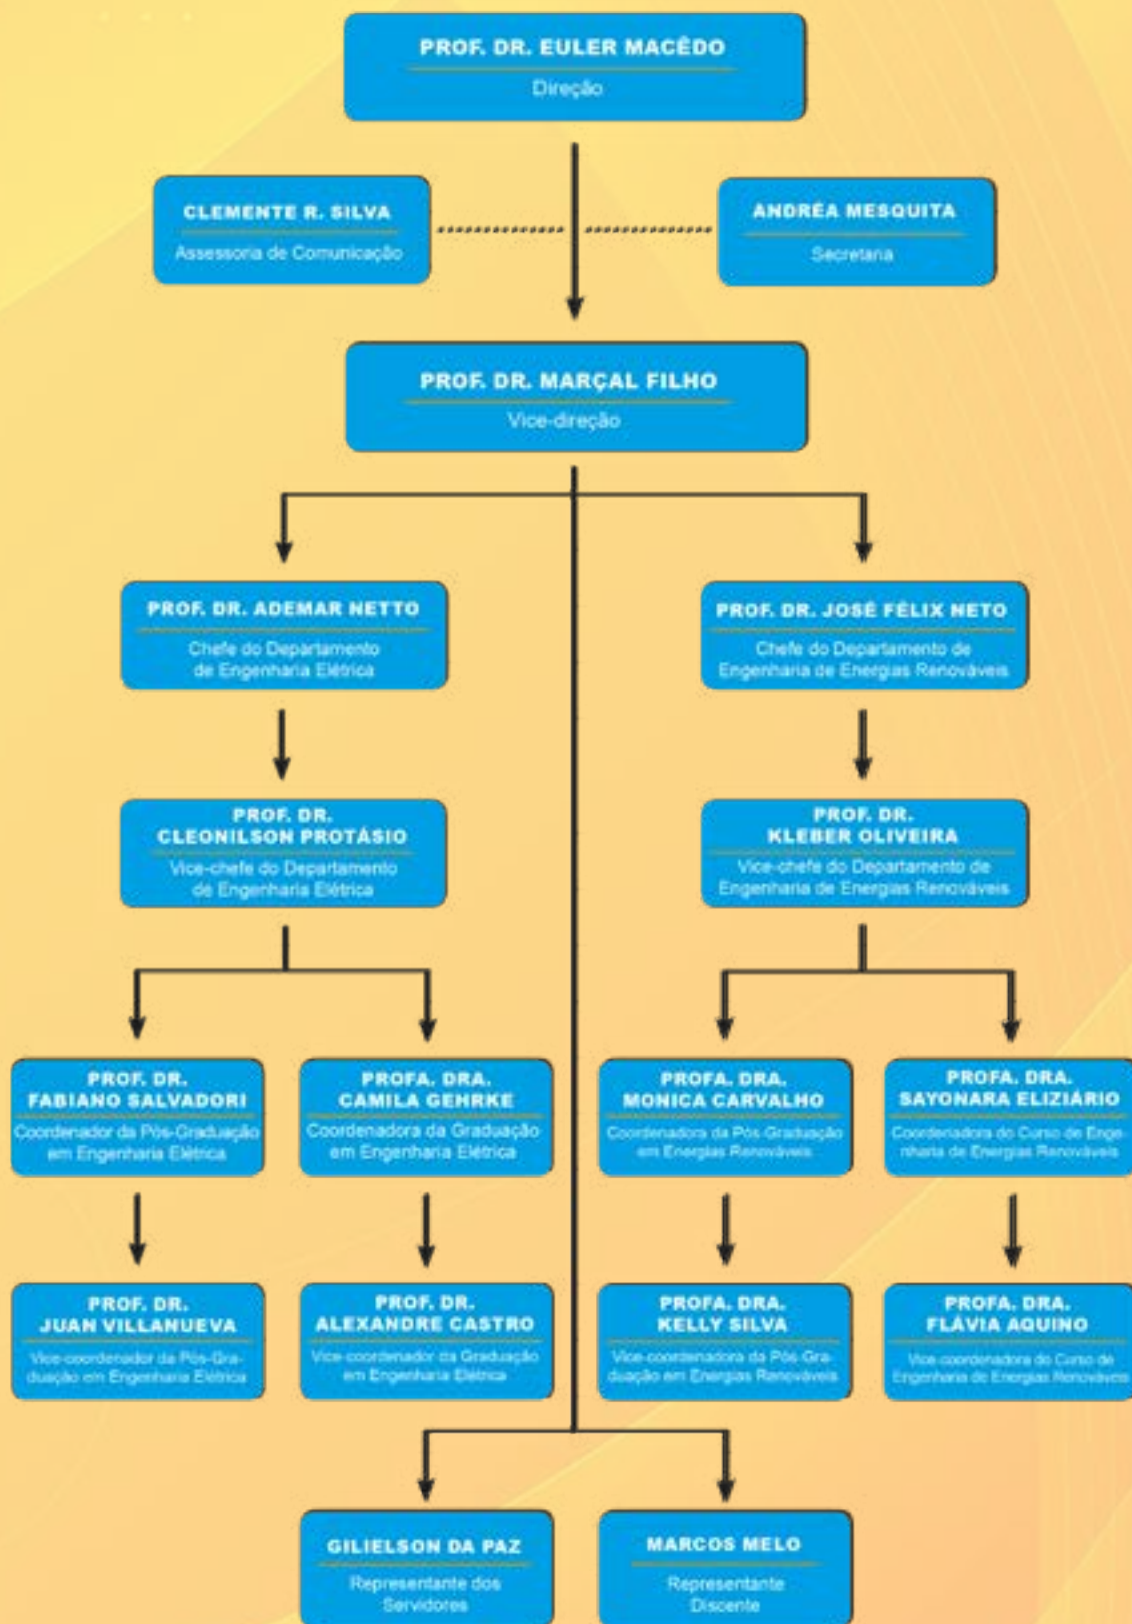 PROF. DR. EULER MACÊDO
Direção
CLEMENTE R. SILVA
Assessoria de Comunicação
ANDRÉA MESQUITA
Secretaria
PROF. DR. MARÇAL FILHO
Vice-direção
PROF. DR. ADEMAR NETTO
Chefe do Departamento
de Engenharia Elétrica
PROF. DR. JOSÉ FÉLIX NETO
Chefe do Departamento de
Engenharia de Energias Renováveis
PROF. DR.
CLEONILSON PROTÁSIO
Vice-chefe do Departamento
de Engenharia Elétrica
PROF. DR.
KLEBER OLIVEIRA
Vice-chefe do Departamento de
Engenharia de Energias Renováveis
PROF. DR.
FABIANO SALVADORI
Coordenador da Pós-Graduação
em Engenharia Elétrica
PROFA. DRA.
CAMILA GEHRKE
Coordenadora da Graduação
em Engenharia Elétrica
PROFA. DRA.
MONICA CARVALHO
Coordenadora da Pós-Graduação
em Energias Renováveis
PROFA. DRA.
SAYONARA ELIZIÁRIO
Coordenadora do Curso de Enge-
nharia de Energias Renováveis
PROF. DR.
JUAN VILLANUEVA
Vice-coordenador da Pós-Gra-
duação em Engenharia Elétrica
PROF. DR.
ALEXANDRE CASTRO
Vice-coordenador da Graduação
em Engenharia Elétrica
PROFA. DRA.
KELLY SILVA
Vice-coordenadora da Pós-Gra-
duação em Energias Renováveis
PROFA. DRA.
FLÁVIA AQUINO
Vice-coordenadora do Curso de
Engenharia de Energias Renováveis
GILIELSON DA PAZ
Representante dos
Servidores
MARCOS MELO
Representante
Discente